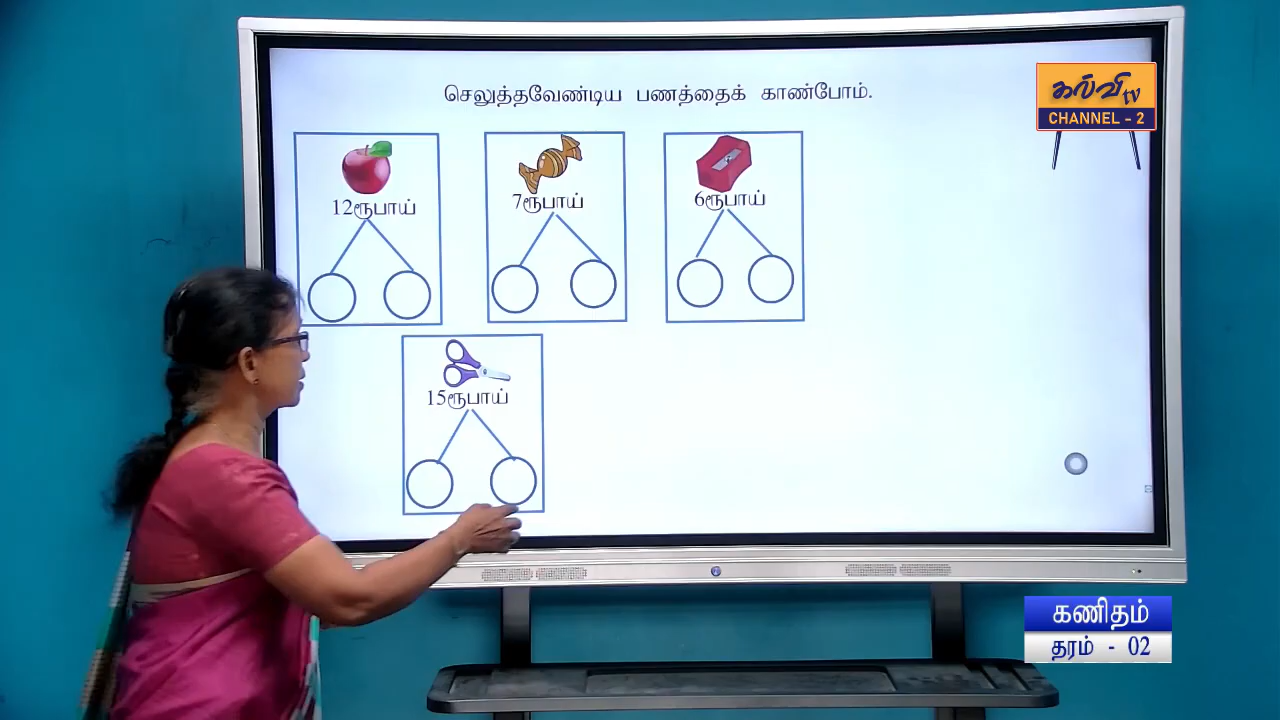 செலுத்தவேண்டிய பணத்தைக் காண்போம்.
கல்வி tv
CHANNEL - 2
12ரூபாய்
7ரூபாய்
6ரூபாய்
15ரூபாய்
கணிதம்
தரம் - 02